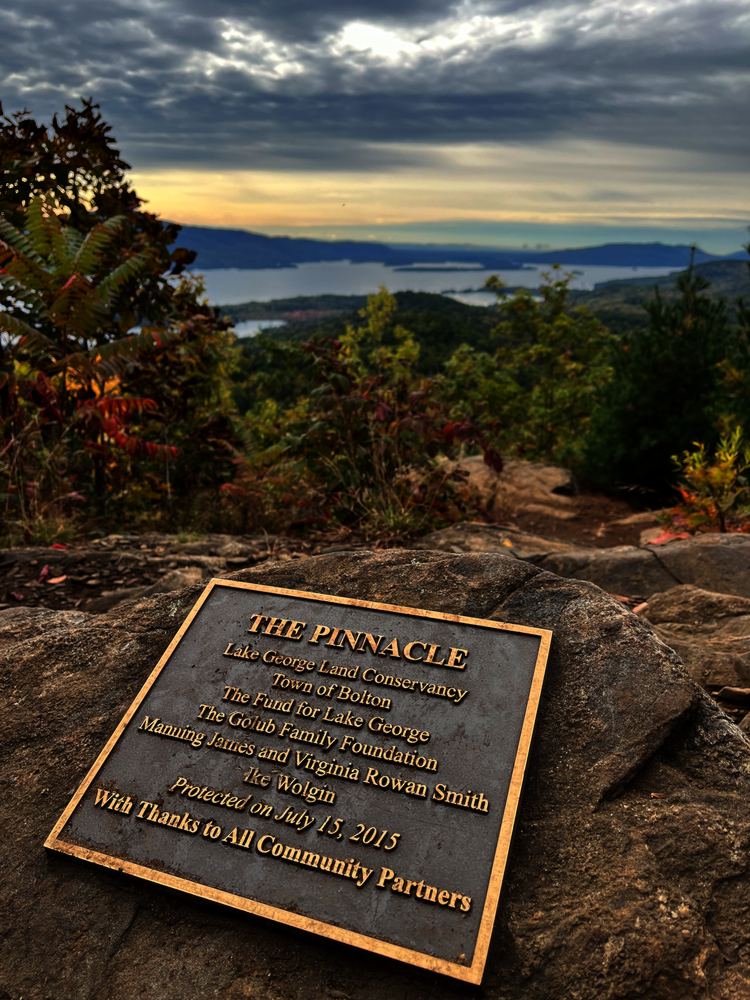 THE PINNACLE
Lake George Land Conservancy
Town of Bolton
The Fund for Lake George
The Golub Family Foundation
Manning James and Virginia Rowan Smith
Ike Wolgin
Protected on July 15, 2015
With Thanks to All Community Partners